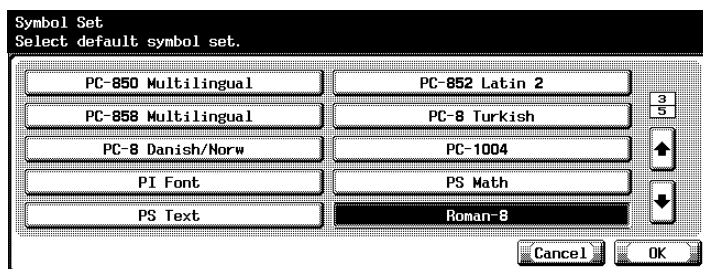 Symbol Set
Select default symbol set.
PC-850 Multilingual PC-852 Latin 2
PC-858 Multilingual PC-8 Turkish
3
5
PC-8 Danish/Norw PC-1004
PI Font PS Math
PS Text Roman-8
Cancel OK